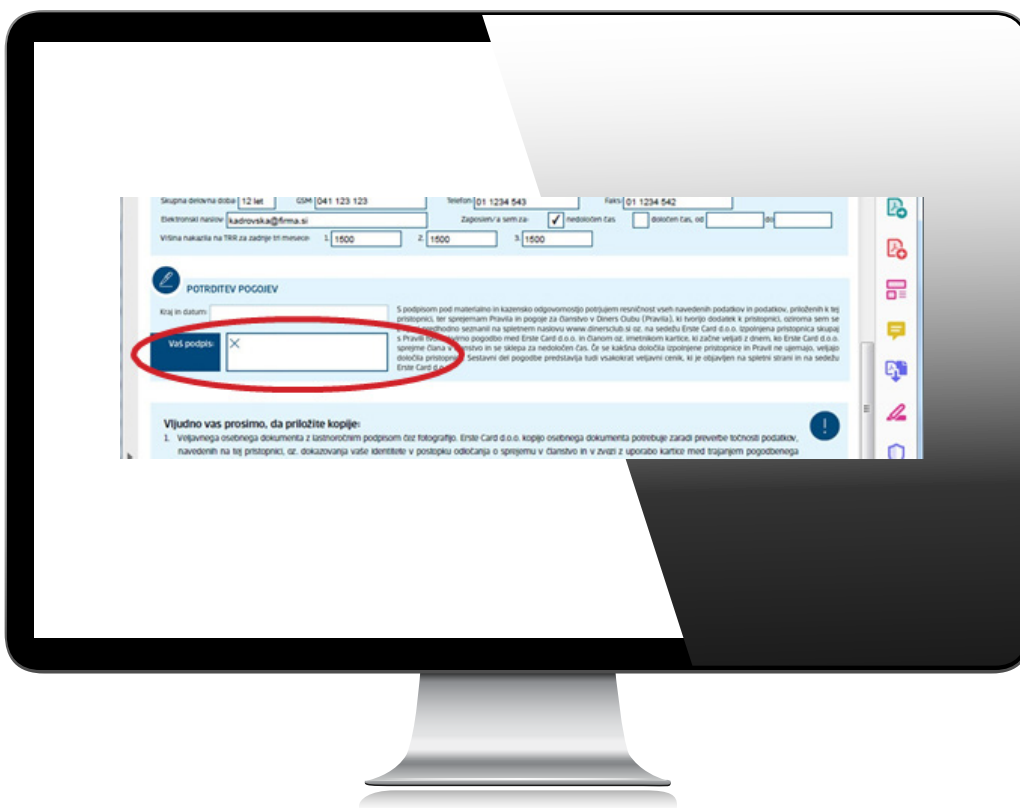 Skupna delovna doba: 12 let GSM: 041 123 123 Telefon: 01 1234 543 Faks: 01 1234 542
Elektronski naslov: kadrovska@firma.si Zaposlen/a sem za: ✓ nedoločen čas določen čas, od do
Višina nakazila na TRR za zadnje tri mesece: 1. 1500 2. 1500 3. 1500
POTRDITEV POGOJEV
Kraj in datum:
Vaš podpis: X
S podpisom pod materialno in kazensko odgovornostjo potrjujem resničnost vseh navedenih podatkov in podatkov, priloženih k tej
pristopnici, ter sprejemam Pravila in pogoje za članstvo v Diners Clubu (Pravila), ki tvorijo dodatek k pristopnici, oziroma sem se
predhodno seznanil na spletnem naslovu www.dinersclub.si oz. na sedežu Erste Card d.o.o. Izpolnjena pristopnica skupaj
s Pravili pogodbo med Erste Card d.o.o. in članom oz. imetnikom kartice, ki začne veljati z dnem, ko Erste Card d.o.o.
sprejme člana v članstvo in se sklepa za nedoločen čas. Če se kakšna določila izpolnjene pristopnice in Pravil ne ujemajo, veljajo
določila Sestavni del pogodbe predstavlja tudi vsakokrat veljavni cenik, ki je objavljen na spletni strani in na sedežu
Erste Card
Vljudno vas prosimo, da priložite kopije:
1. Veljavnega osebnega dokumenta z lastnoročnim podpisom čez fotografijo. Erste Card d.o.o. kopijo osebnega dokumenta potrebuje zaradi preverbe točnosti podatkov,
navedenih na tej pristopnici, oz. dokazovanja vaše identitete v postopku odločanja o sprejemu v članstvo in v zvezi z uporabo kartice med trajanjem pogodbenega